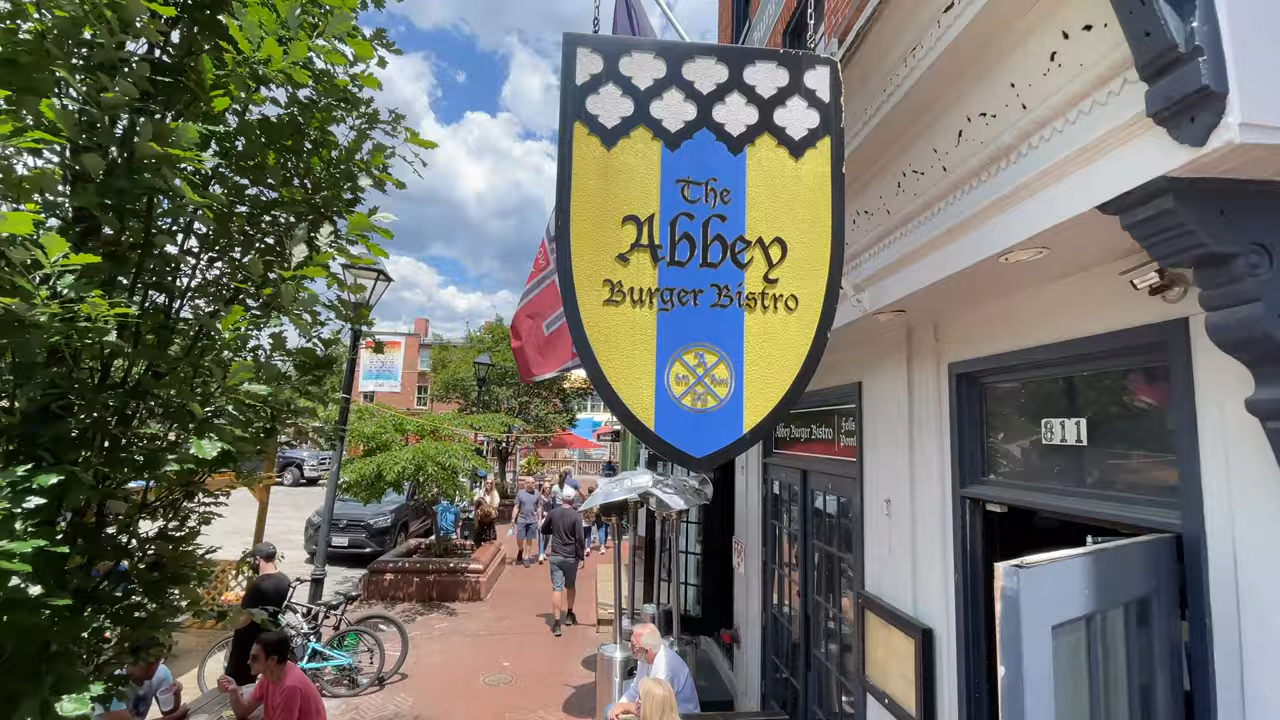 The
Abbey
Burger Bistro
Abbey Burger Bistro
Fells
Point
811